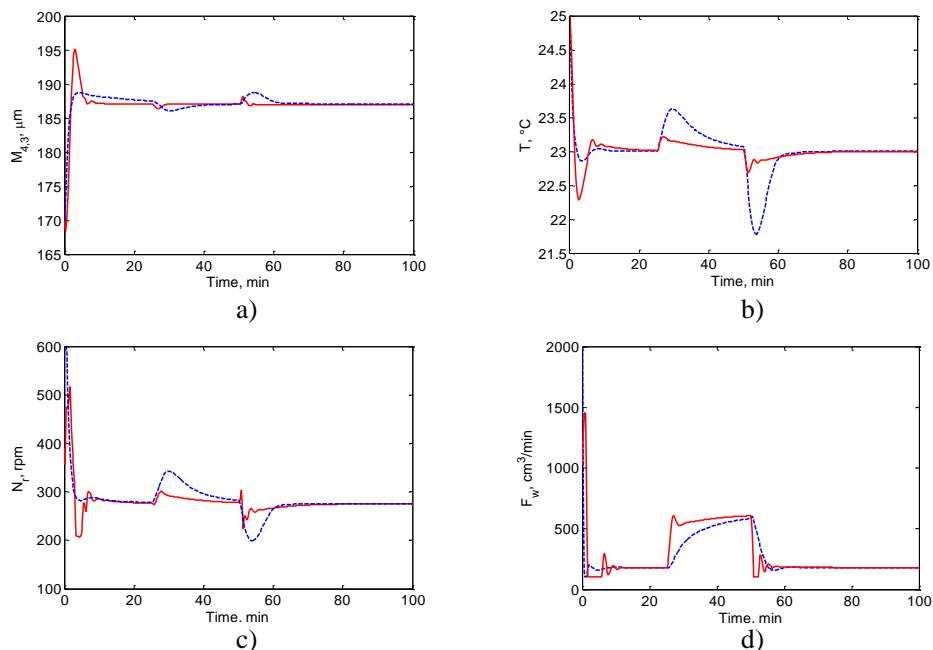 200
195
190
185
180
175
170
165
0 20 40 60 80 100
M4,3, μm
Time, min
a)
25
24.5
24
23.5
23
22.5
22
21.5
0 20 40 60 80 100
T, °C
Time, min
b)
600
500
400
300
200
100
0 20 40 60 80 100
Nr, rpm
Time. min
c)
2000
1500
1000
500
0
0 20 40 60 80 100
Fw, cm³/min
Time. min
d)